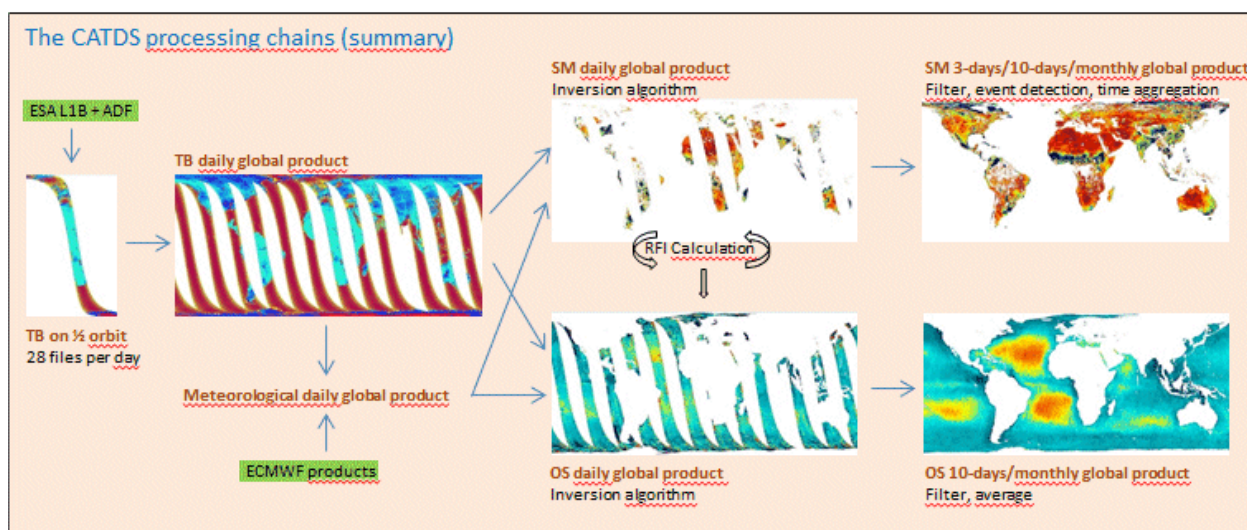 The CATDS processing chains (summary)
ESA L1B + ADF
TB on ½ orbit
28 files per day
TB daily global product
Meteorological daily global product
ECMWF products
SM daily global product
Inversion algorithm
RFI Calculation
OS daily global product
Inversion algorithm
SM 3-days/10-days/monthly global product
Filter, event detection, time aggregation
OS 10-days/monthly global product
Filter, average